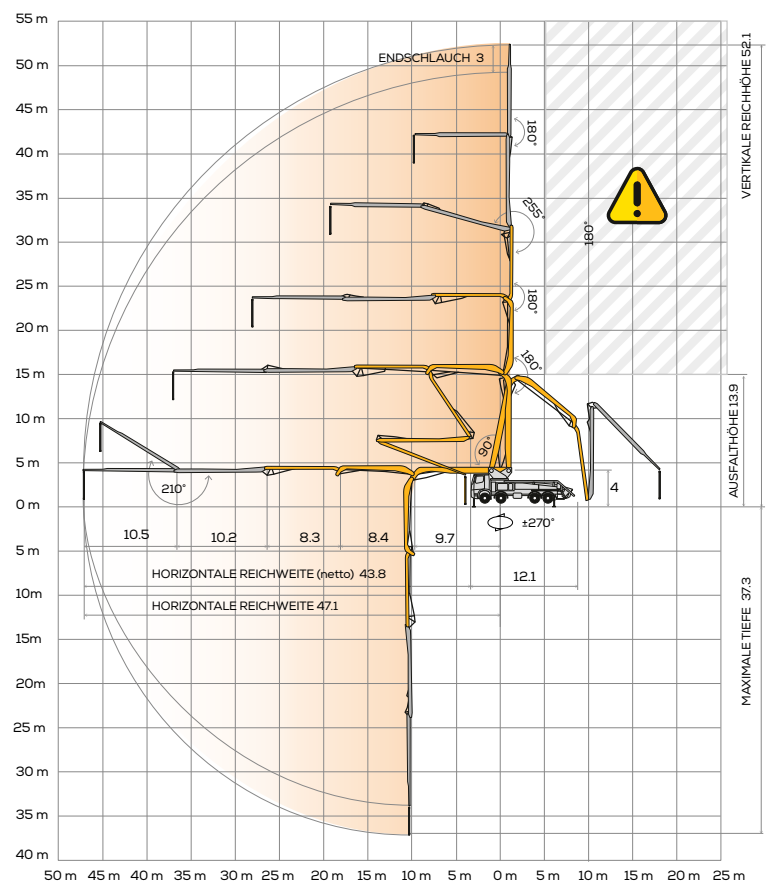 55 m
50 m
45 m
40 m
35 m
30 m
25 m
20 m
15 m
10 m
5 m
0 m
5 m
10m
15m
20 m
25 m
30 m
35 m
40 m
50 m 45 m 40 m 35 m 30 m 25 m 20 m 15 m 10 m 5 m 0 m 5 m 10 m 15 m 20 m 25 m
ENDSCHLAUCH 3
180°
255°
180°
180°
180°
90°
210°
±270°
4
10.5 10.2 8.3 8.4 9.7
12.1
HORIZONTALE REICHWEITE (netto) 43.8
HORIZONTALE REICHWEITE 47.1
VERTIKALE REICHHÖHE 52.1
AUSFALTHÖHE 13.9
MAXIMALE TIEFE 37.3